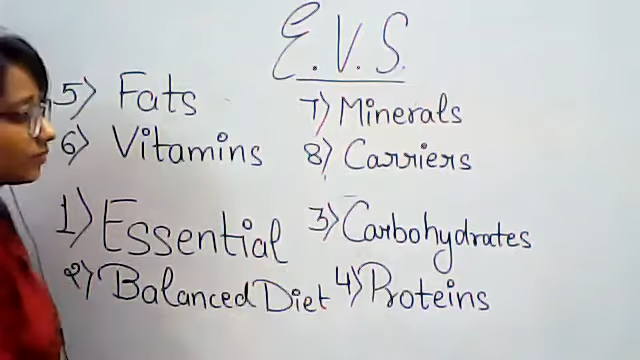 E.V.S.
5) Fats
6) Vitamins
7) Minerals
8) Carriers
1) Essential
2) Balanced Diet
3) Carbohydrates
4) Proteins